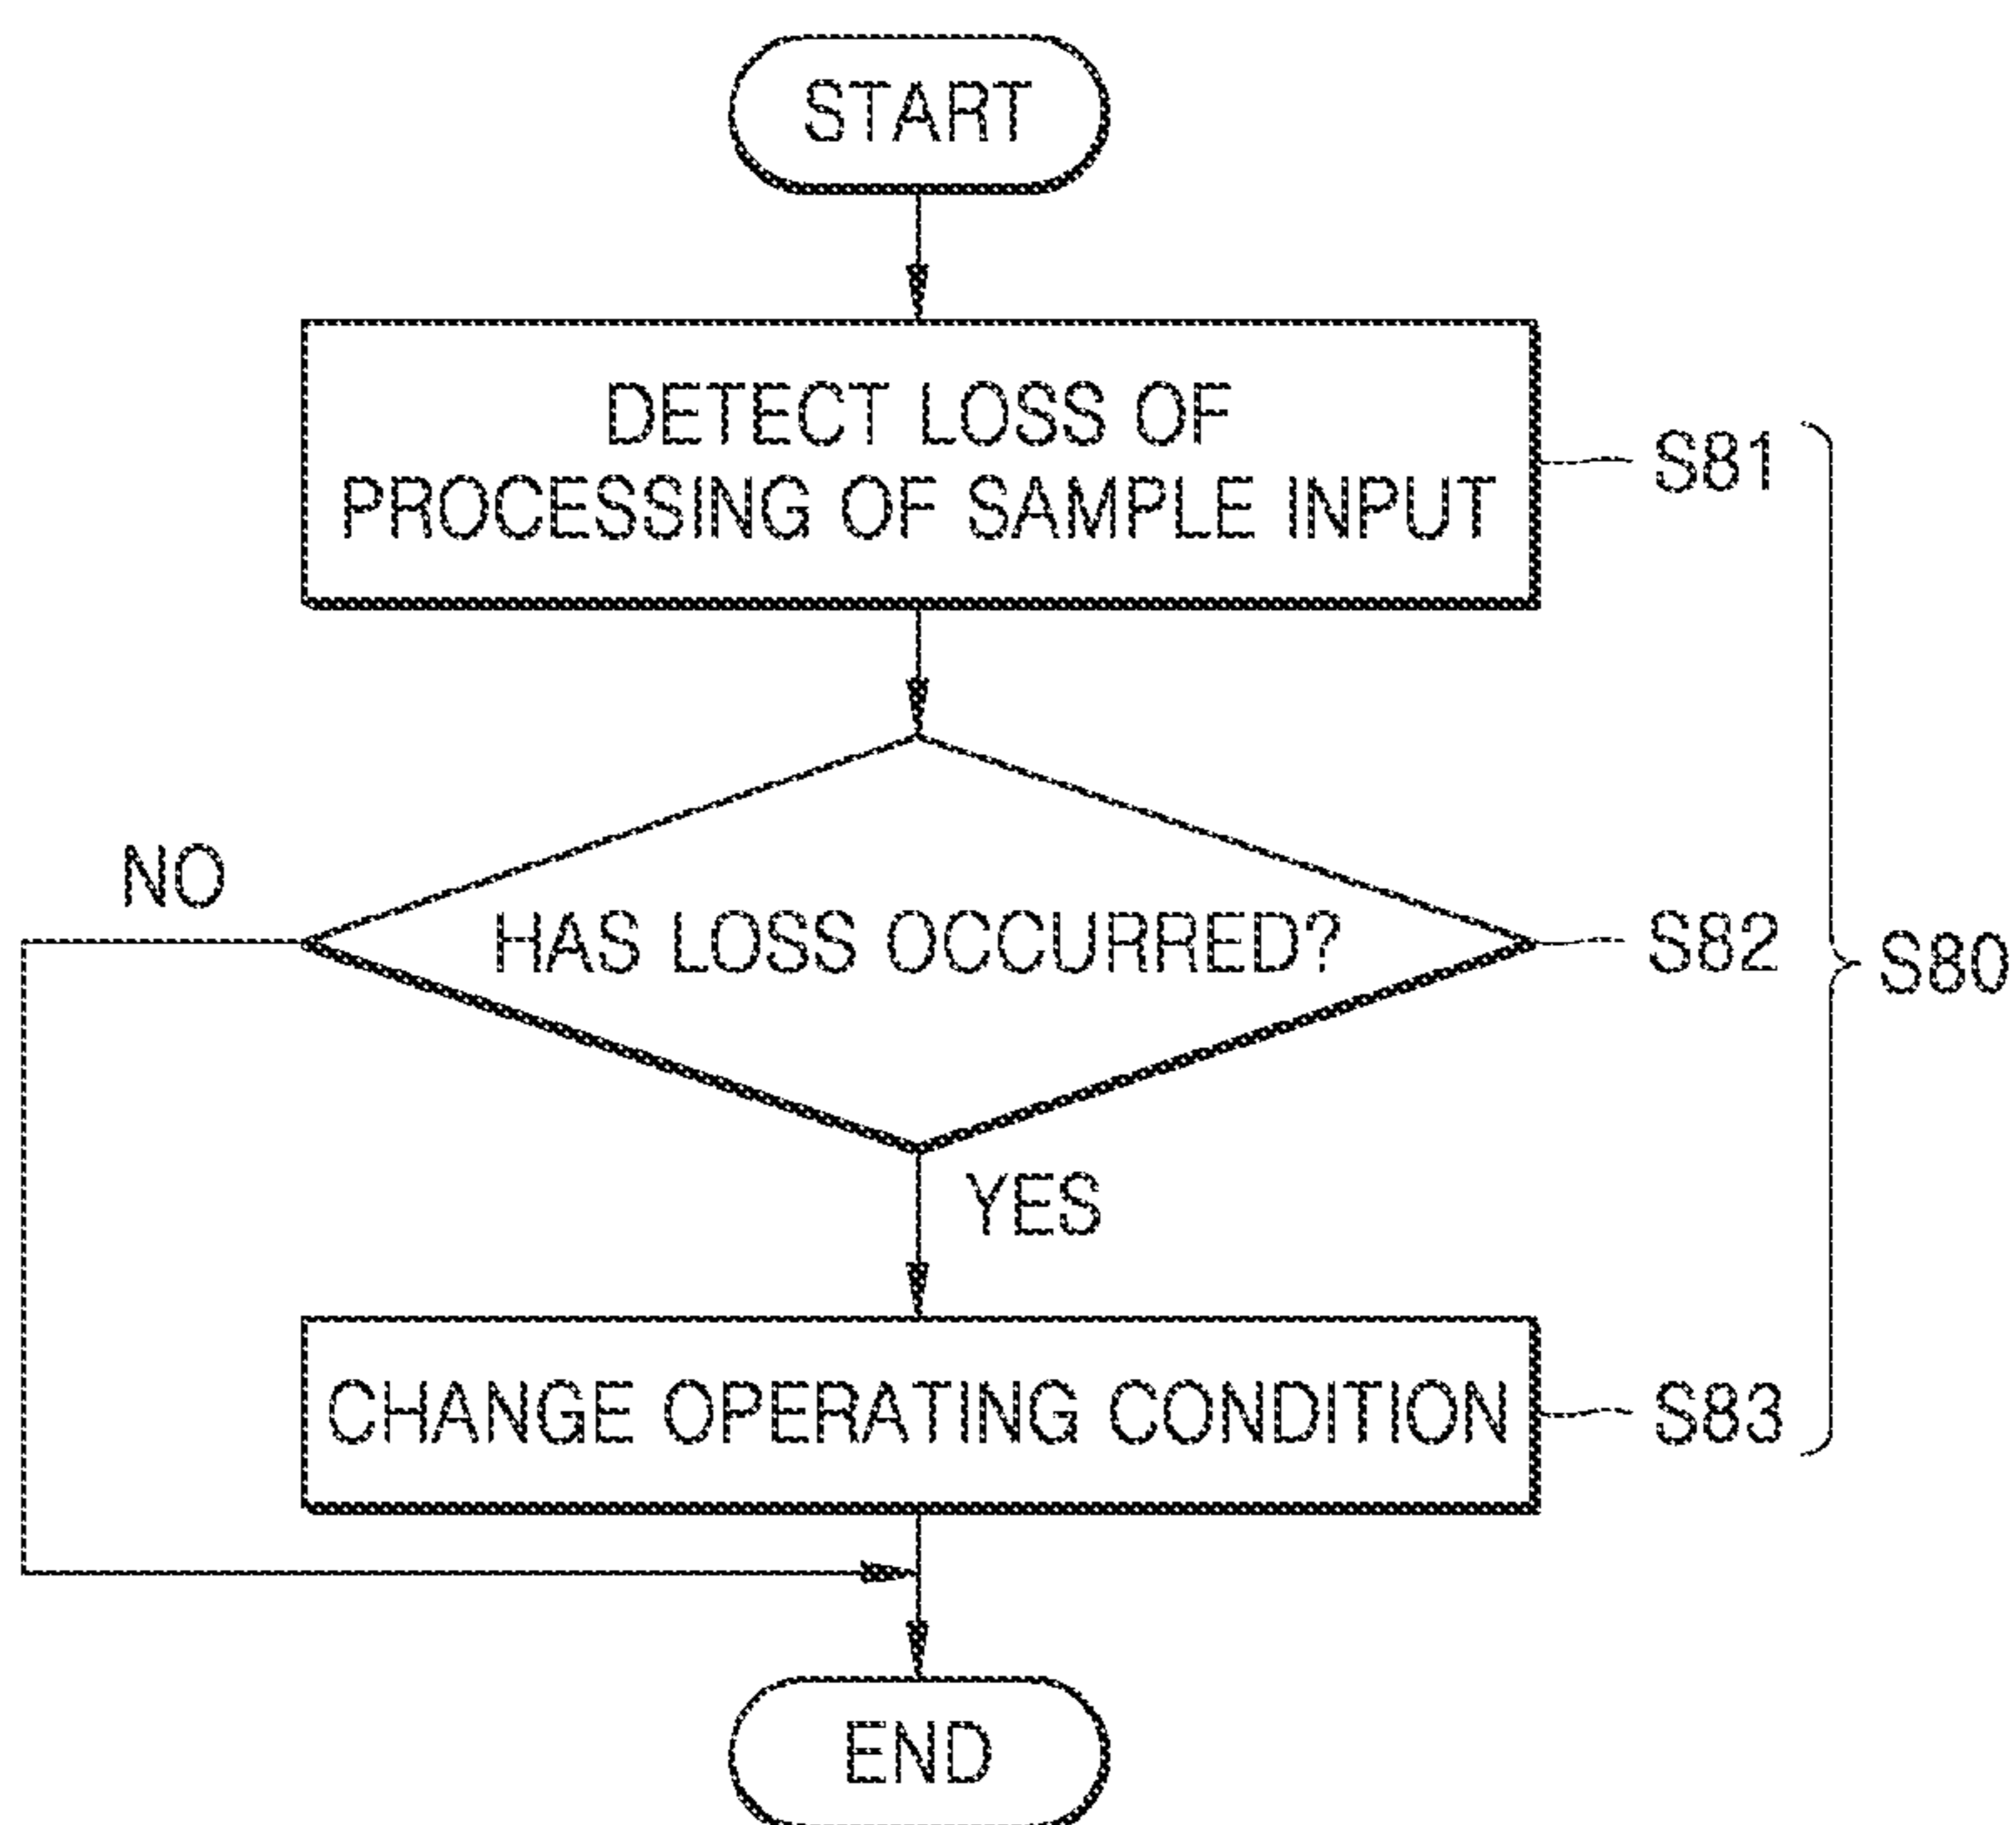 START
DETECT LOSS OF
PROCESSING OF SAMPLE INPUT
S81
NO
HAS LOSS OCCURRED?
S82
S80
YES
CHANGE OPERATING CONDITION
S83
END